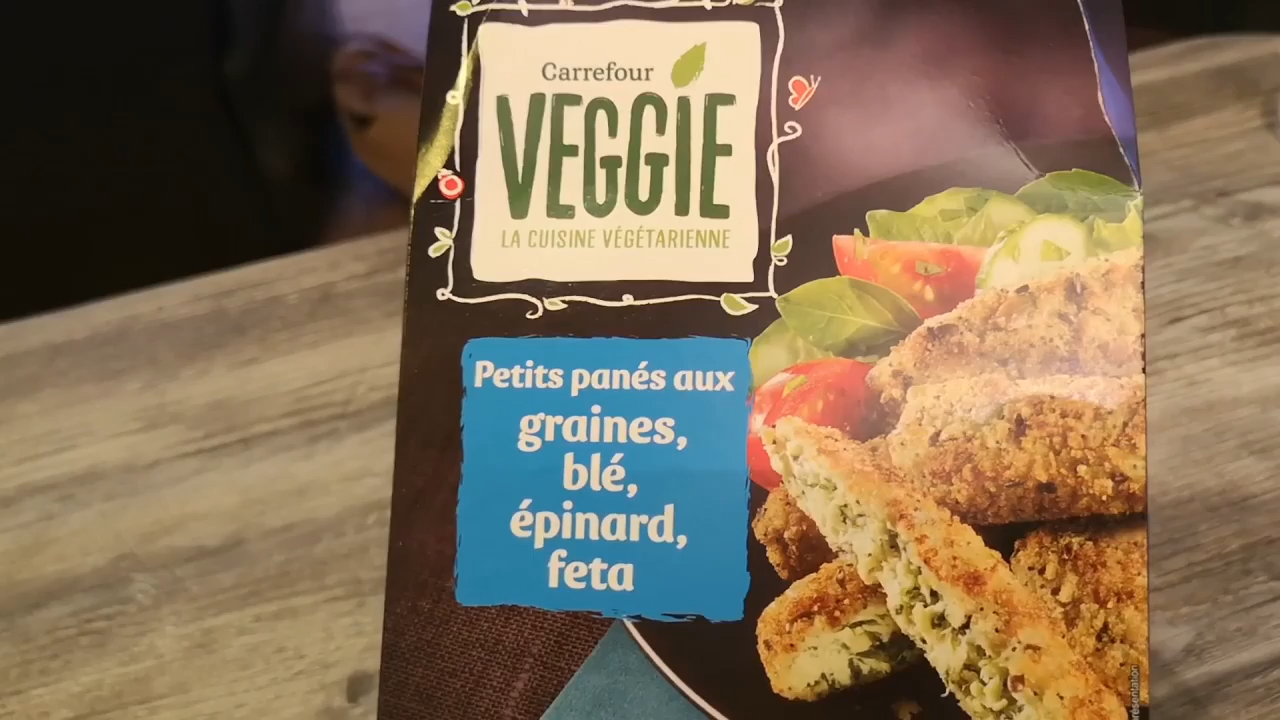 Carrefour
VEGGIE
LA CUISINE VÉGÉTARIENNE
Petits panés aux
graines,
blé,
épinard,
feta